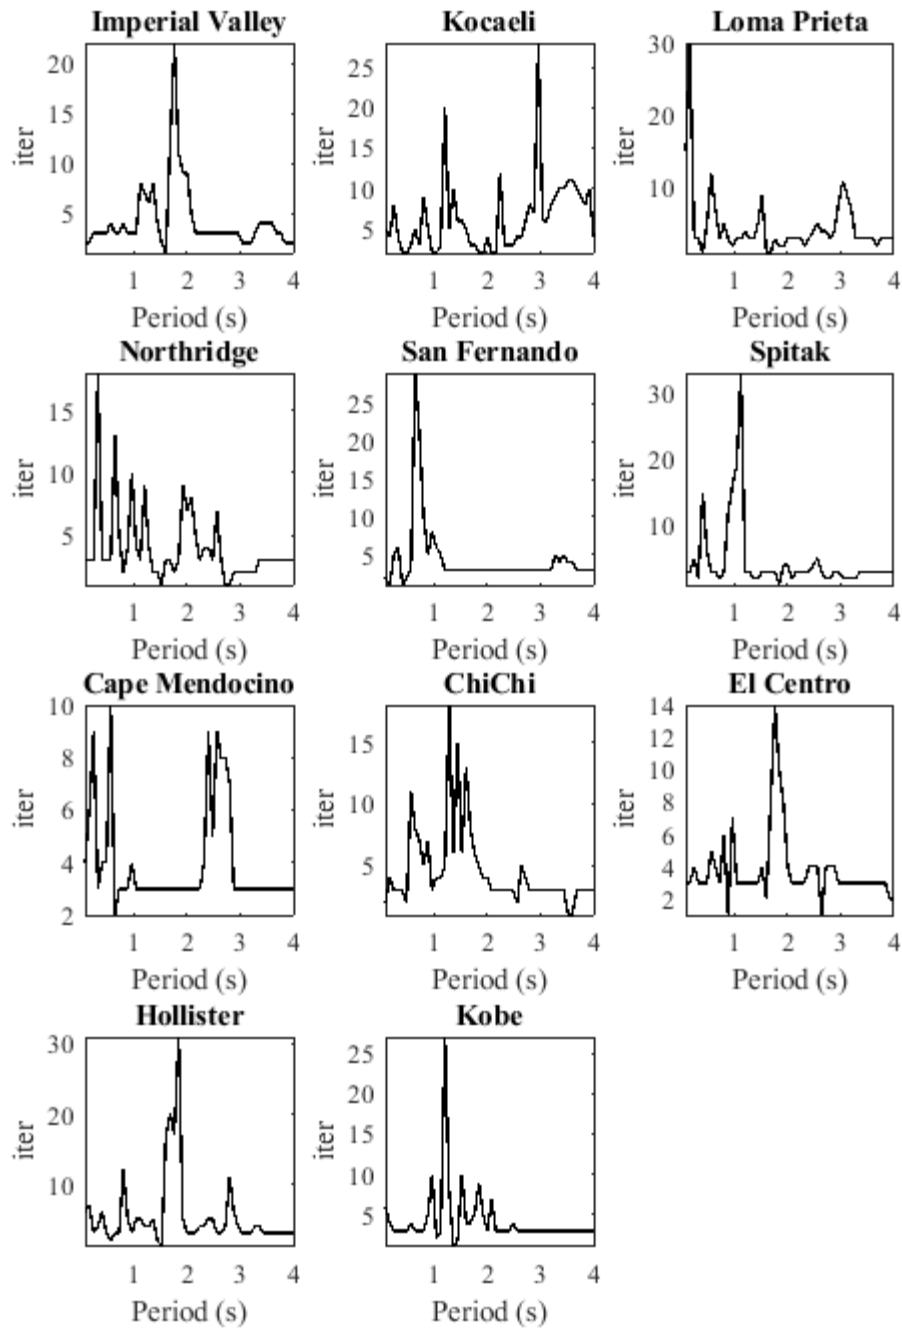 Imperial Valley Kocaeli Loma Prieta
20 15 10 5
iter
1 2 3 4
Period (s)
25 20 15 10 5
iter
1 2 3 4
Period (s)
30 20 10
iter
1 2 3 4
Period (s)
Northridge San Fernando Spitak
15 10 5
iter
1 2 3 4
Period (s)
25 20 15 10 5
iter
1 2 3 4
Period (s)
30 20 10
iter
1 2 3 4
Period (s)
Cape Mendocino ChiChi El Centro
10 8 6 4 2
iter
1 2 3 4
Period (s)
15 10 5
iter
1 2 3 4
Period (s)
14 12 10 8 6 4 2
iter
1 2 3 4
Period (s)
Hollister Kobe
30 20 10
iter
1 2 3 4
Period (s)
25 20 15 10 5
iter
1 2 3 4
Period (s)